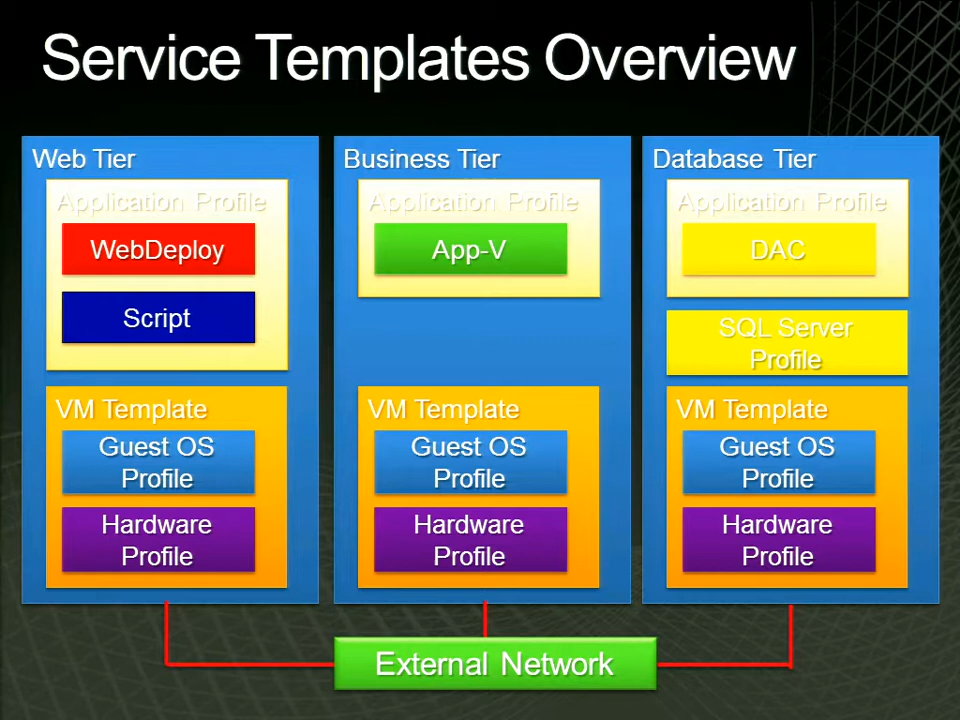 Service Templates Overview
Web Tier
Application Profile
WebDeploy
Script
VM Template
Guest OS
Profile
Hardware
Profile
Business Tier
Application Profile
App-V
VM Template
Guest OS
Profile
Hardware
Profile
Database Tier
Application Profile
DAC
SQL Server
Profile
VM Template
Guest OS
Profile
Hardware
Profile
External Network